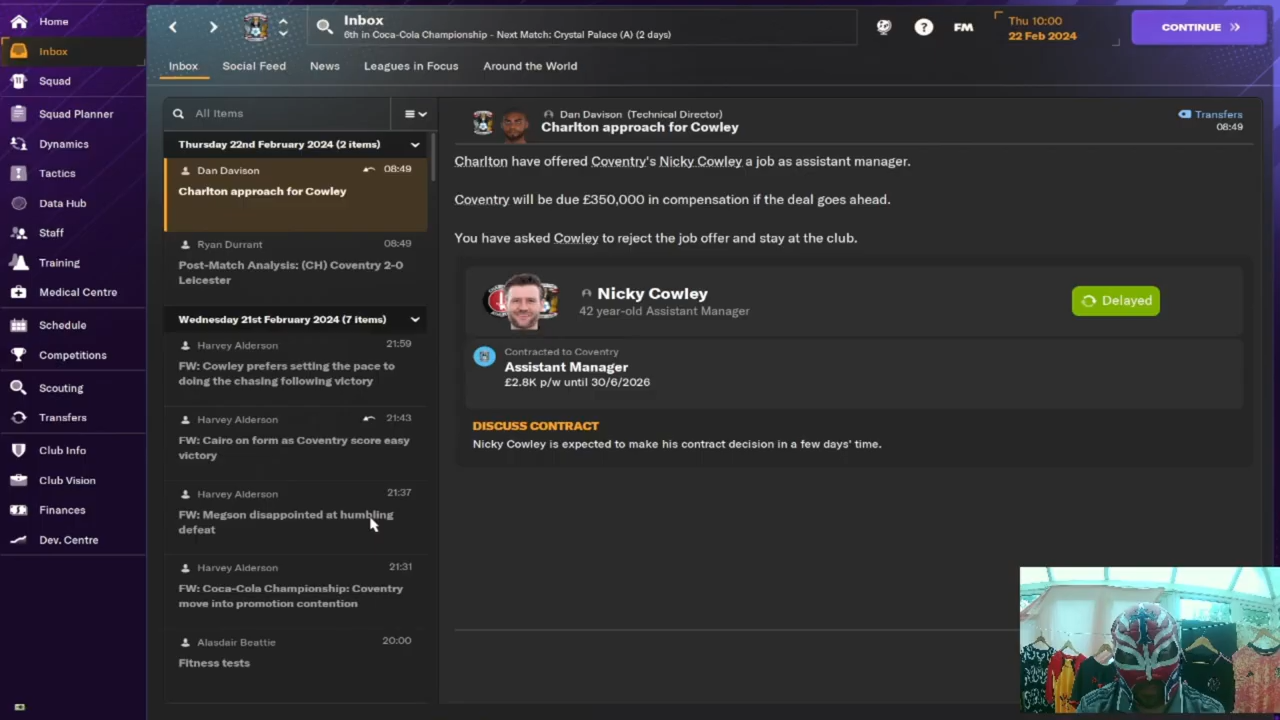 Home
Inbox
Squad
Squad Planner
Dynamics
Tactics
Data Hub
Staff
Training
Medical Centre
Schedule
Competitions
Scouting
Transfers
Club Info
Club Vision
Finances
Dev. Centre
Inbox
6th in Coca-Cola Championship - Next Match: Crystal Palace (A) (2 days)
?
FM
Thu 10:00
22 Feb 2024
CONTINUE
Inbox
Social Feed
News
Leagues in Focus
Around the World
All Items
Thursday 22nd February 2024 (2 items)
Dan Davison 08:49
Charlton approach for Cowley
Ryan Durrant 08:49
Post-Match Analysis: (CH) Coventry 2-0
Leicester
Wednesday 21st February 2024 (7 items)
Harvey Alderson 21:59
FW: Cowley prefers setting the pace to
doing the chasing following victory
Harvey Alderson 21:43
FW: Cairo on form as Coventry score easy
victory
Harvey Alderson 21:37
FW: Megson disappointed at humbling
defeat
Harvey Alderson 21:31
FW: Coca-Cola Championship: Coventry
move into promotion contention
Alasdair Beattie 20:00
Fitness tests
Dan Davison (Technical Director)
Charlton approach for Cowley
Transfers
08:49
Charlton have offered Coventry's Nicky Cowley a job as assistant manager.
Coventry will be due £350,000 in compensation if the deal goes ahead.
You have asked Cowley to reject the job offer and stay at the club.
Nicky Cowley
42 year-old Assistant Manager
Delayed
Contracted to Coventry
Assistant Manager
£2.8K p/w until 30/6/2026
DISCUSS CONTRACT
Nicky Cowley is expected to make his contract decision in a few days' time.